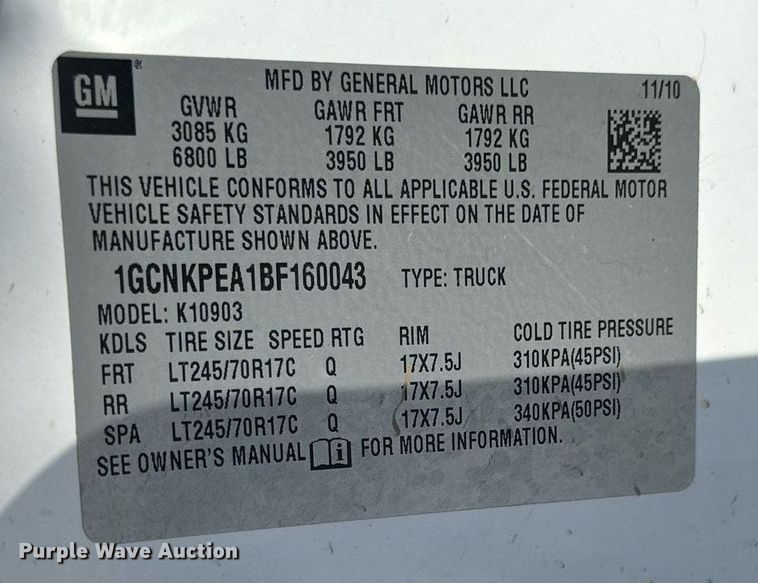 GM ®
MFD BY GENERAL MOTORS LLC 11/10
GVWR GAWR FRT GAWR RR
3085 KG 1792 KG 1792 KG
6800 LB 3950 LB 3950 LB
THIS VEHICLE CONFORMS TO ALL APPLICABLE U.S. FEDERAL MOTOR
VEHICLE SAFETY STANDARDS IN EFFECT ON THE DATE OF
MANUFACTURE SHOWN ABOVE.
1GCNKPEA1BF160043 TYPE: TRUCK
MODEL: K10903
KDLS TIRE SIZE SPEED RTG RIM COLD TIRE PRESSURE
FRT LT245/70R17C Q 17X7.5J 310KPA(45PSI)
RR LT245/70R17C Q 17X7.5J 310KPA(45PSI)
SPA LT245/70R17C Q 17X7.5J 340KPA(50PSI)
SEE OWNER'S MANUAL i FOR MORE INFORMATION.
Purple Wave Auction